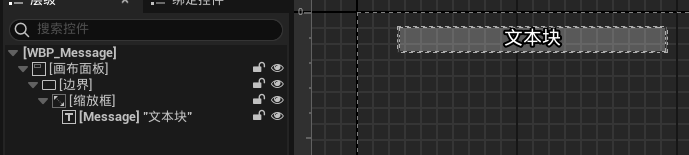 层级
绑定控件
搜索控件
[WBP_Message]
[画布面板]
[边界]
[缩放框]
[Message] "文本块"
0
文本块